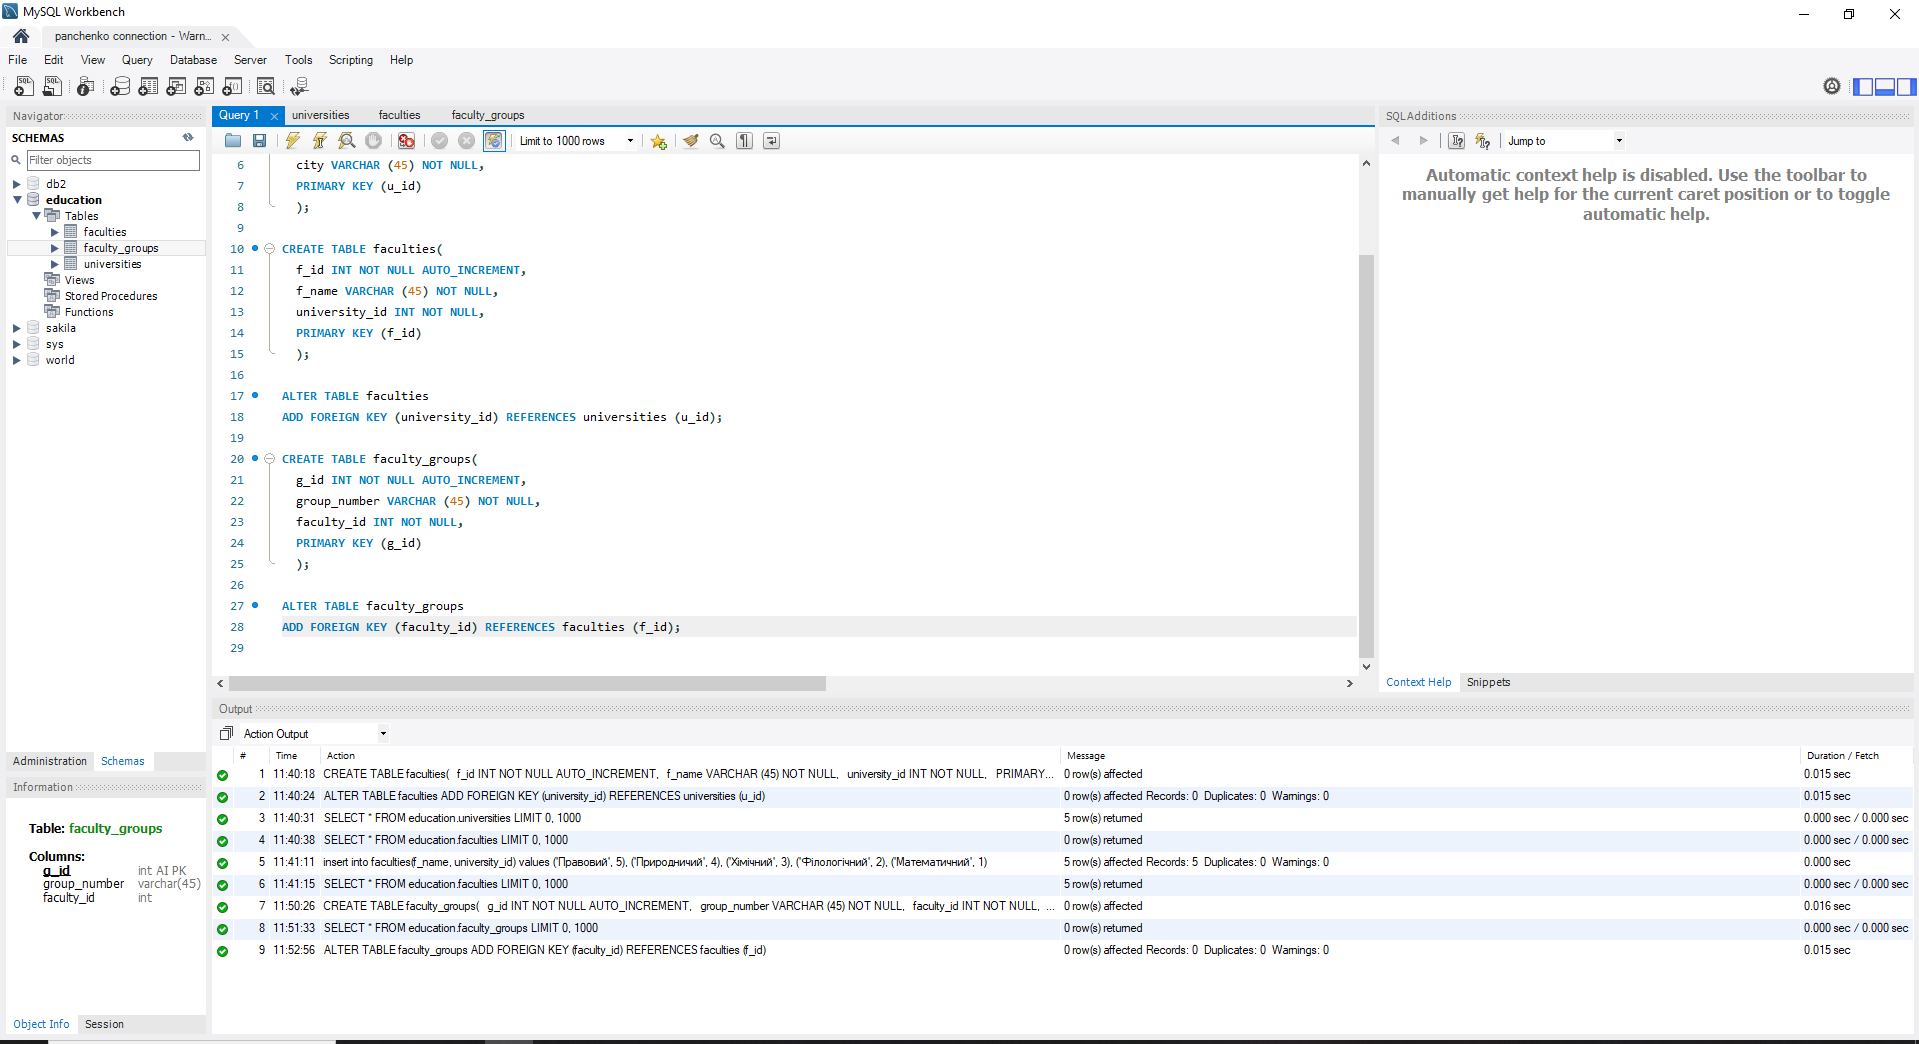 MySQL Workbench
panchenko connection - Warn...
File Edit View Query Database Server Tools Scripting Help
Navigator
SCHEMAS
Filter objects
db2
education
Tables
faculties
faculty_groups
universities
Views
Stored Procedures
Functions
sakila
sys
world
Administration Schemas
Information
Table: faculty_groups
Columns:
g_id int AI PK
group_number varchar(45)
faculty_id int
Object Info Session
Query 1 universities faculties faculty_groups
Limit to 1000 rows
6 city VARCHAR (45) NOT NULL,
7 PRIMARY KEY (u_id)
8 );
9
10 CREATE TABLE faculties(
11 f_id INT NOT NULL AUTO_INCREMENT,
12 f_name VARCHAR (45) NOT NULL,
13 university_id INT NOT NULL,
14 PRIMARY KEY (f_id)
15 );
16
17 ALTER TABLE faculties
18 ADD FOREIGN KEY (university_id) REFERENCES universities (u_id);
19
20 CREATE TABLE faculty_groups(
21 g_id INT NOT NULL AUTO_INCREMENT,
22 group_number VARCHAR (45) NOT NULL,
23 faculty_id INT NOT NULL,
24 PRIMARY KEY (g_id)
25 );
26
27 ALTER TABLE faculty_groups
28 ADD FOREIGN KEY (faculty_id) REFERENCES faculties (f_id);
29
SQLAdditions
Jump to
Automatic context help is disabled. Use the toolbar to
manually get help for the current caret position or to toggle
automatic help.
Context Help Snippets
Output
Action Output
# Time Action Message Duration / Fetch
1 11:40:18 CREATE TABLE faculties( f_id INT NOT NULL AUTO_INCREMENT, f_name VARCHAR (45) NOT NULL, university_id INT NOT NULL, PRIMARY... 0 row(s) affected 0.015 sec
2 11:40:24 ALTER TABLE faculties ADD FOREIGN KEY (university_id) REFERENCES universities (u_id) 0 row(s) affected Records: 0 Duplicates: 0 Warnings: 0 0.015 sec
3 11:40:31 SELECT * FROM education.universities LIMIT 0, 1000 5 row(s) returned 0.000 sec / 0.000 sec
4 11:40:38 SELECT * FROM education.faculties LIMIT 0, 1000 0 row(s) returned 0.000 sec / 0.000 sec
5 11:41:11 insert into faculties(f_name, university_id) values ('Правовий', 5), ('Природничий', 4), ('Хімічний', 3), ('Філологічний', 2), ('Математичний', 1) 5 row(s) affected Records: 5 Duplicates: 0 Warnings: 0 0.000 sec
6 11:41:15 SELECT * FROM education.faculties LIMIT 0, 1000 5 row(s) returned 0.000 sec / 0.000 sec
7 11:50:26 CREATE TABLE faculty_groups( g_id INT NOT NULL AUTO_INCREMENT, group_number VARCHAR (45) NOT NULL, faculty_id INT NOT NULL, ... 0 row(s) affected 0.016 sec
8 11:51:33 SELECT * FROM education.faculty_groups LIMIT 0, 1000 0 row(s) returned 0.000 sec / 0.000 sec
9 11:52:56 ALTER TABLE faculty_groups ADD FOREIGN KEY (faculty_id) REFERENCES faculties (f_id) 0 row(s) affected Records: 0 Duplicates: 0 Warnings: 0 0.015 sec